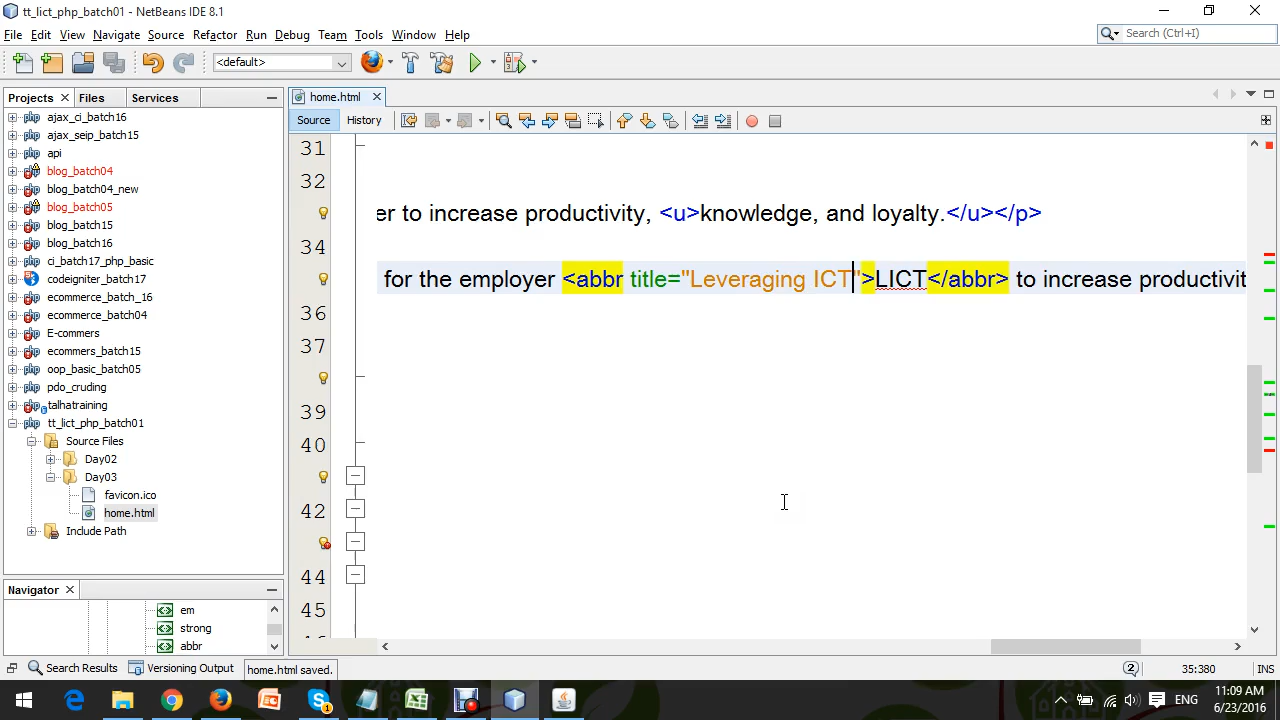 tt_lict_php_batch01 - NetBeans IDE 8.1
File Edit View Navigate Source Refactor Run Debug Team Tools Window Help
Search (Ctrl+I)
<default>
Projects Files Services
home.html
Source History
ajax_ci_batch16
ajax_seip_batch15
api
blog_batch04
blog_batch04_new
blog_batch05
blog_batch15
blog_batch16
ci_batch17_php_basic
codeigniter_batch17
ecommerce_batch_16
ecommerce_batch04
E-commers
ecommers_batch15
oop_basic_batch05
pdo_cruding
talhatraining
tt_lict_php_batch01
Source Files
Day02
Day03
favicon.ico
home.html
Include Path
Navigator
em
strong
abbr
31
32
er to increase productivity, <u>knowledge, and loyalty.</u></p>
34
for the employer <abbr title="Leveraging ICT">LICT</abbr> to increase productivit
36
37
39
40
42
44
45
Search Results Versioning Output home.html saved.
2 35:380 INS
ENG 11:09 AM
6/23/2016